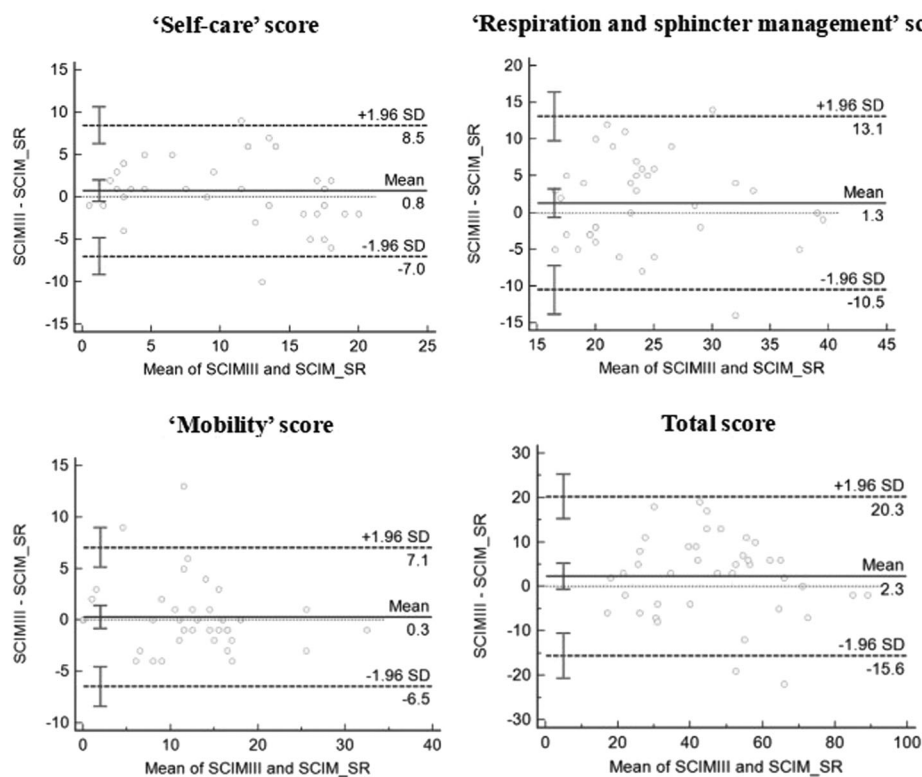 ‘Self-care’ score
15
10
5
0
-5
-10
-15
SCIMIII - SCIM_SR
+1.96 SD
8.5
Mean
0.8
-1.96 SD
-7.0
0 5 10 15 20 25
Mean of SCIMIII and SCIM_SR
‘Respiration and sphincter management’ sc
20
15
10
5
0
-5
-10
-15
SCIMIII - SCIM_SR
+1.96 SD
13.1
Mean
1.3
-1.96 SD
-10.5
15 20 25 30 35 40 45
Mean of SCIMIII and SCIM_SR
‘Mobility’ score
15
10
5
0
-5
-10
SCIMIII - SCIM_SR
+1.96 SD
7.1
Mean
0.3
-1.96 SD
-6.5
0 10 20 30 40
Mean of SCIMIII and SCIM_SR
Total score
30
20
10
0
-10
-20
-30
SCIMIII - SCIM_SR
+1.96 SD
20.3
Mean
2.3
-1.96 SD
-15.6
0 20 40 60 80 100
Mean of SCIMIII and SCIM_SR